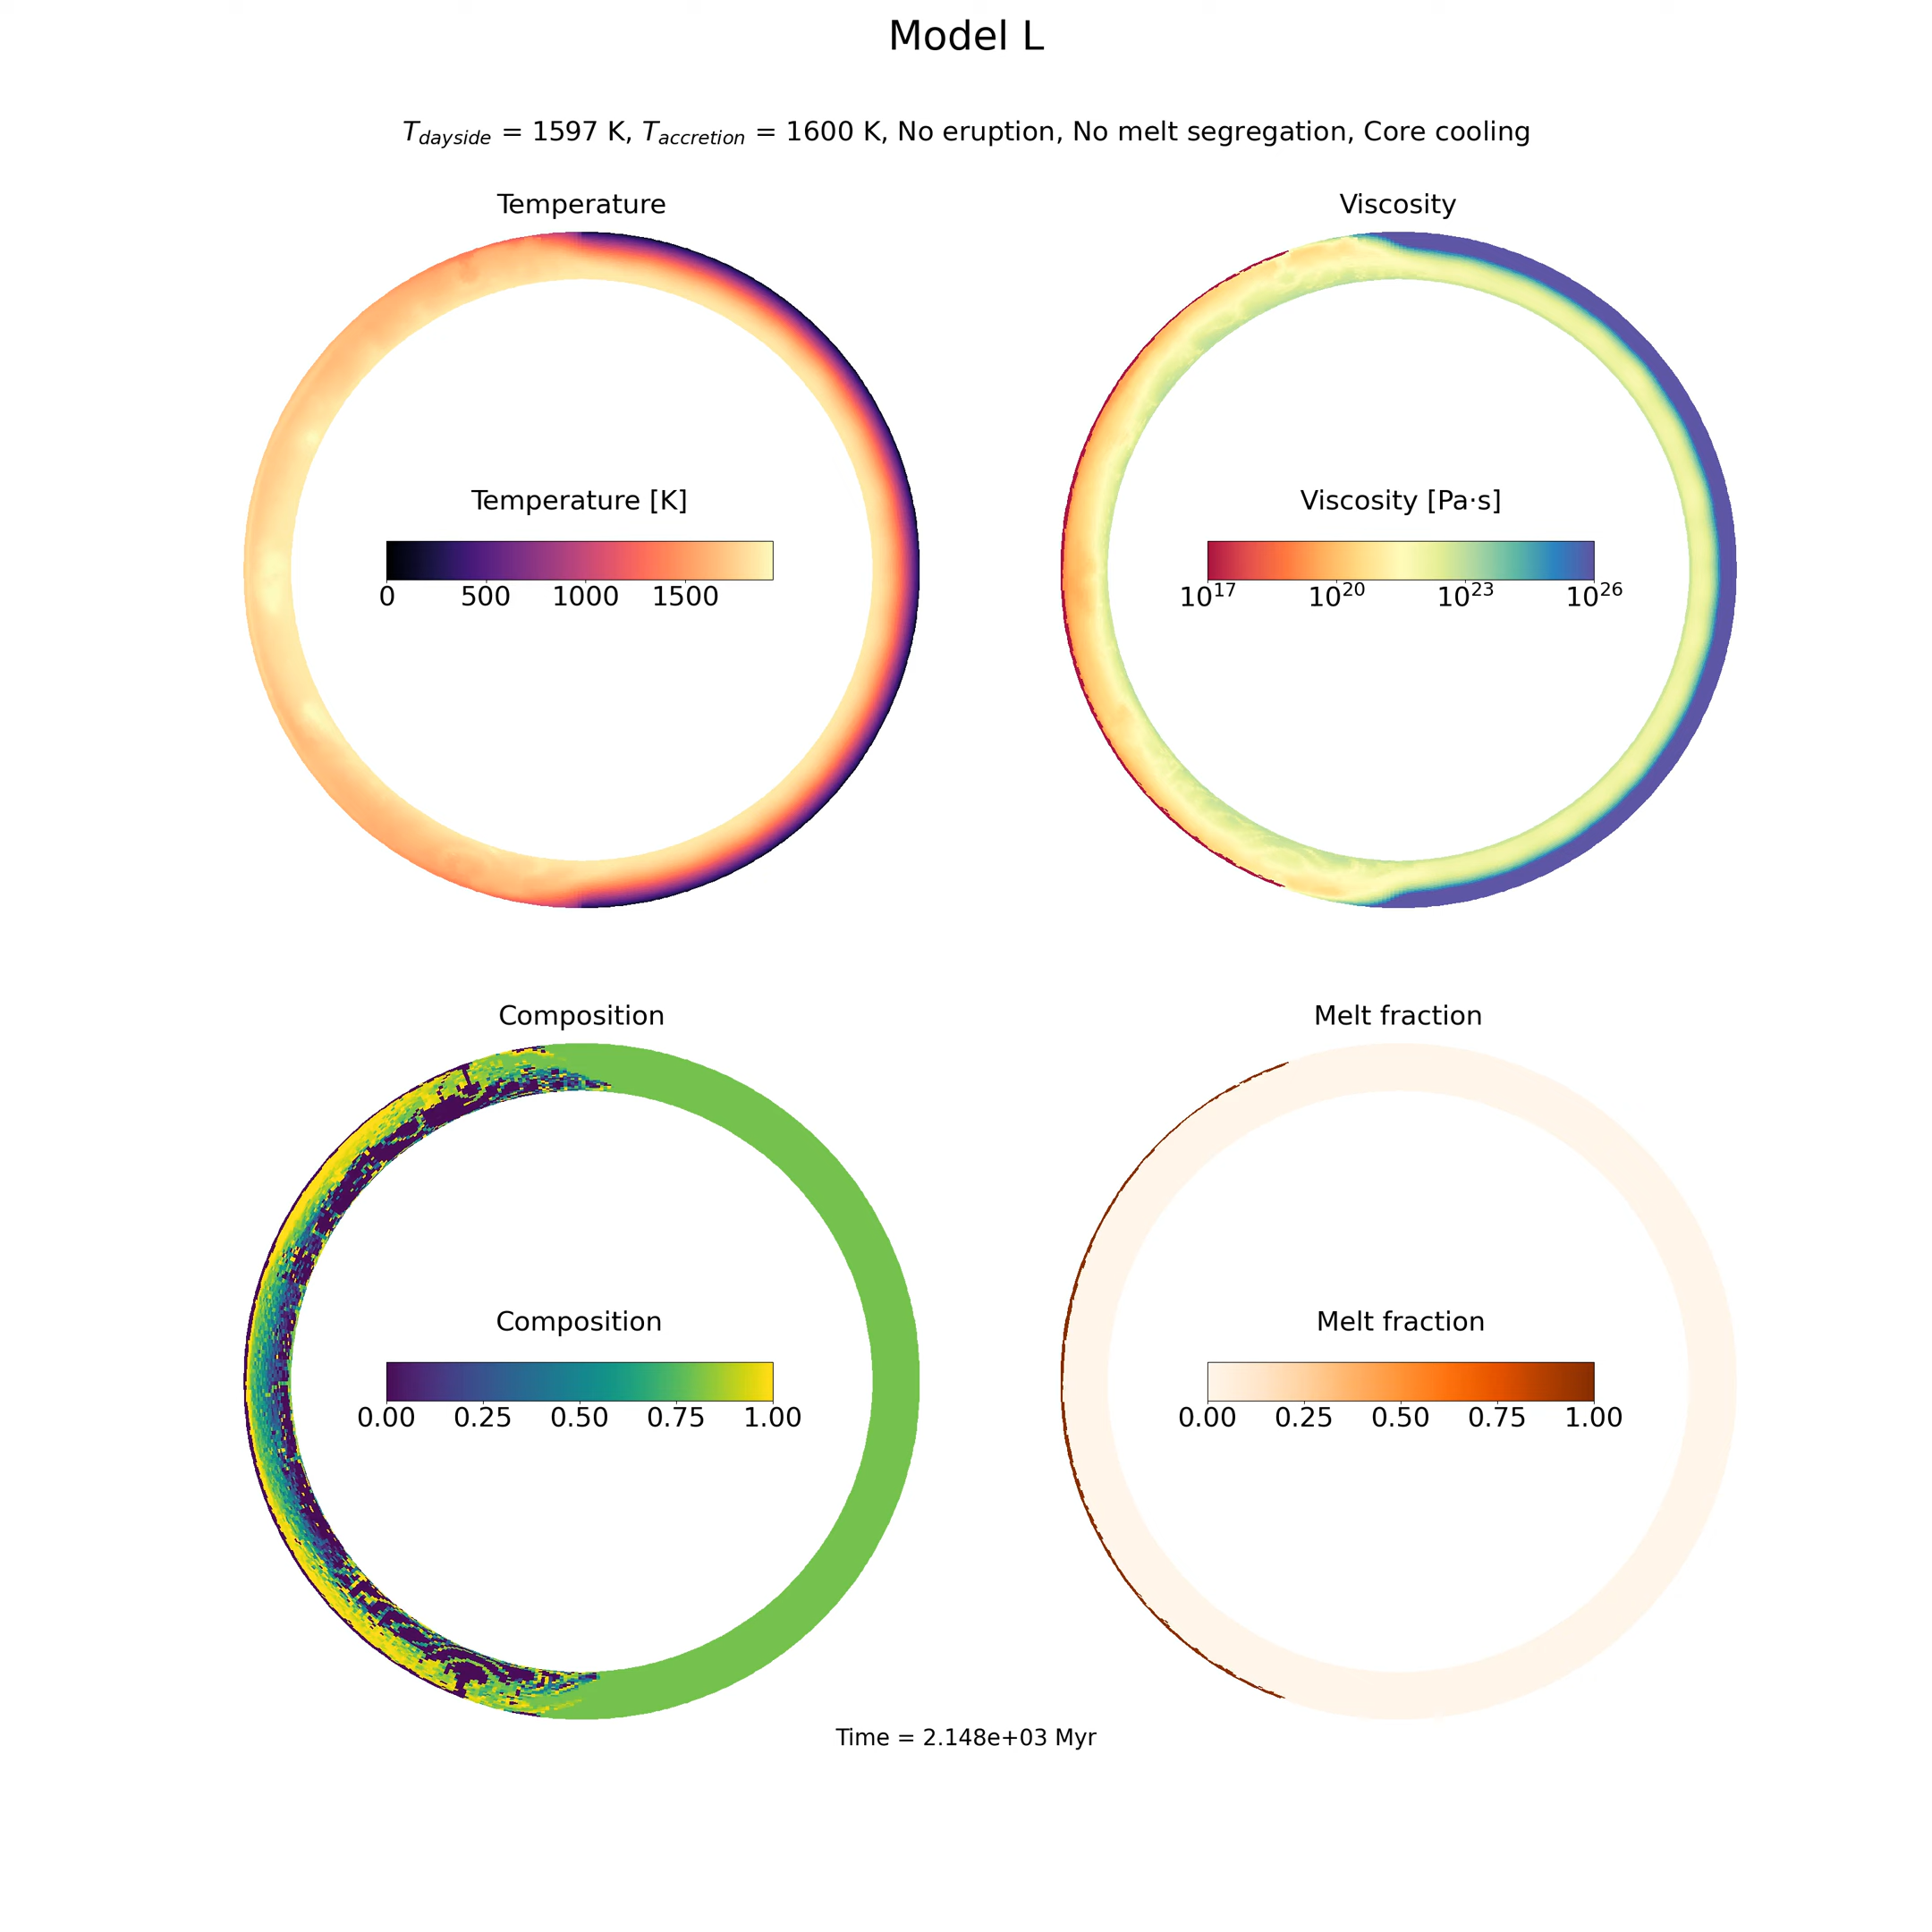 Model L
T_dayside = 1597 K, T_accretion = 1600 K, No eruption, No melt segregation, Core cooling
Temperature
Viscosity
Temperature [K]
0 500 1000 1500
Viscosity [Pa·s]
10^17 10^20 10^23 10^26
Composition
Melt fraction
Composition
0.00 0.25 0.50 0.75 1.00
Melt fraction
0.00 0.25 0.50 0.75 1.00
Time = 2.148e+03 Myr